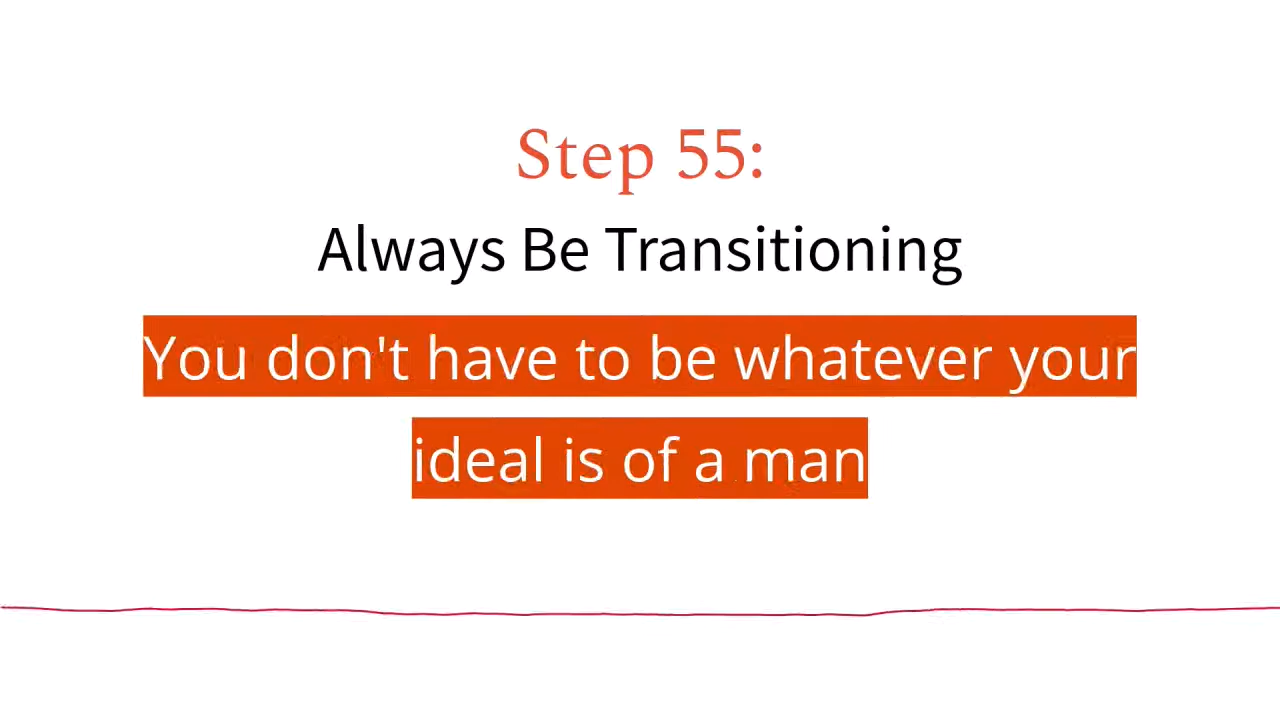 Step 55:
Always Be Transitioning
You don't have to be whatever your
ideal is of a man